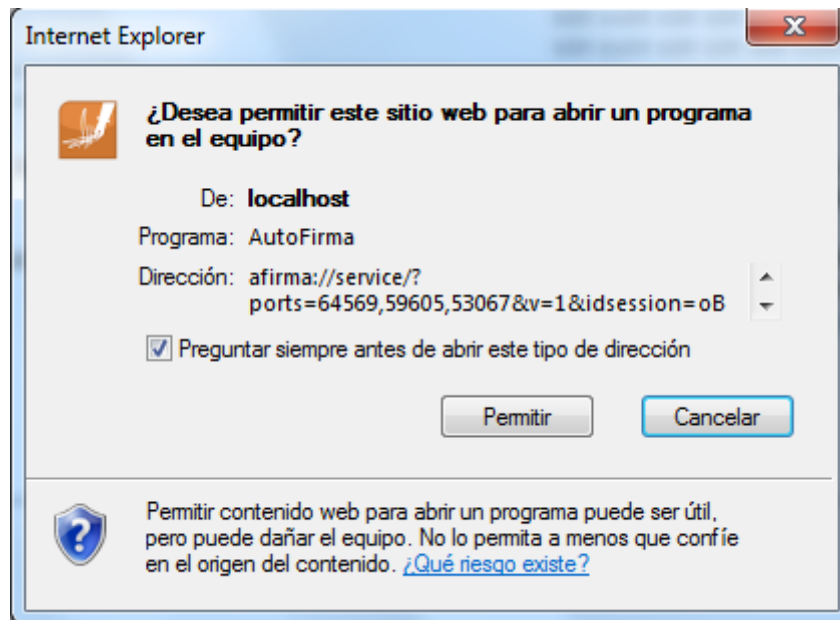 Internet Explorer
¿Desea permitir este sitio web para abrir un programa
en el equipo?
De: localhost
Programa: AutoFirma
Dirección: afirma://service/?
ports=64569,59605,53067&v=1&idsession=oB
Preguntar siempre antes de abrir este tipo de dirección
Permitir Cancelar
Permitir contenido web para abrir un programa puede ser útil,
pero puede dañar el equipo. No lo permita a menos que confíe
en el origen del contenido. ¿Qué riesgo existe?